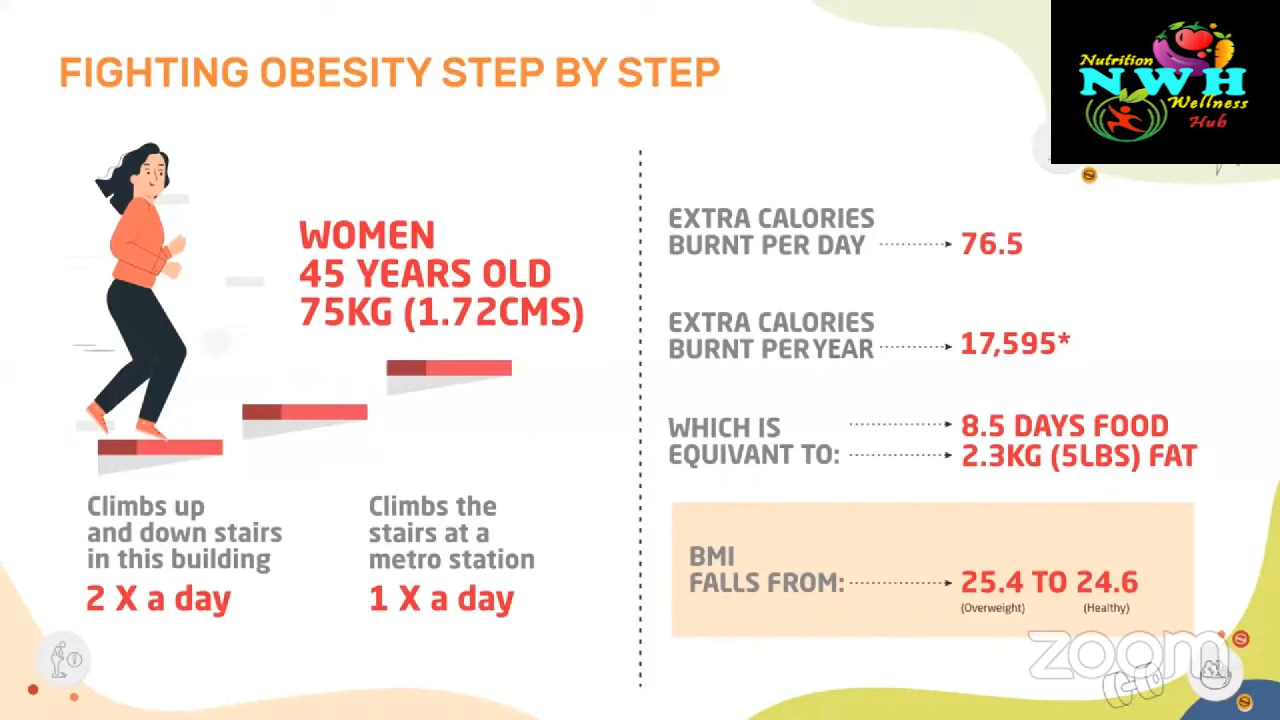 FIGHTING OBESITY STEP BY STEP
Nutrition
NWH
Wellness
Hub
WOMEN
45 YEARS OLD
75KG (1.72CMS)
Climbs up
and down stairs
in this building
2 X a day
Climbs the
stairs at a
metro station
1 X a day
EXTRA CALORIES
BURNT PER DAY
76.5
EXTRA CALORIES
BURNT PER YEAR
17,595*
WHICH IS
EQUIVANT TO:
8.5 DAYS FOOD
2.3KG (5LBS) FAT
BMI
FALLS FROM:
25.4 TO 24.6
(Overweight) (Healthy)
zoom